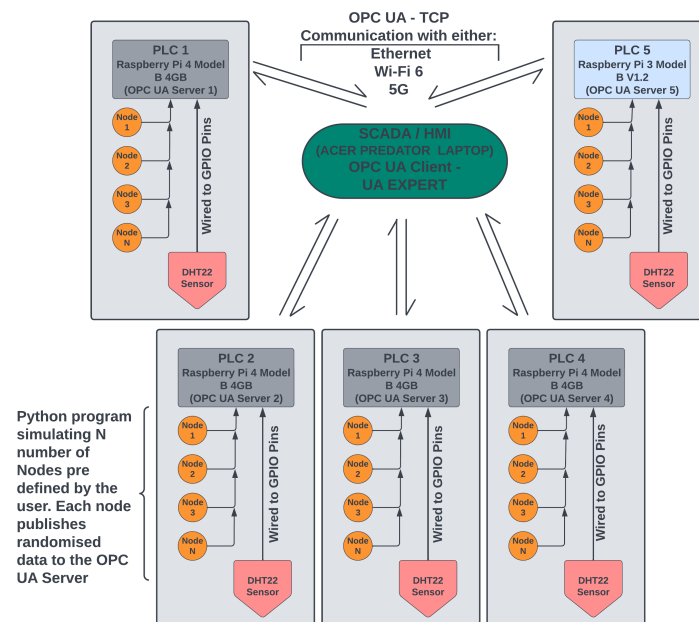 OPC UA - TCP
Communication with either:
Ethernet
Wi-Fi 6
5G
PLC 1
Raspberry Pi 4 Model
B 4GB
(OPC UA Server 1)
Node
1
Node
2
Node
3
Node
N
Wired to GPIO Pins
DHT22
Sensor
SCADA / HMI
(ACER PREDATOR LAPTOP)
OPC UA Client -
UA EXPERT
PLC 5
Raspberry Pi 3 Model
B V1.2
(OPC UA Server 5)
Node
1
Node
2
Node
3
Node
N
Wired to GPIO Pins
DHT22
Sensor
Python program
simulating N
number of
Nodes pre
defined by the
user. Each node
publishes
randomised
data to the OPC
UA Server
PLC 2
Raspberry Pi 4 Model
B 4GB
(OPC UA Server 2)
Node
1
Node
2
Node
3
Node
N
Wired to GPIO Pins
DHT22
Sensor
PLC 3
Raspberry Pi 4 Model
B 4GB
(OPC UA Server 3)
Node
1
Node
2
Node
3
Node
N
Wired to GPIO Pins
DHT22
Sensor
PLC 4
Raspberry Pi 4 Model
B 4GB
(OPC UA Server 4)
Node
1
Node
2
Node
3
Node
N
Wired to GPIO Pins
DHT22
Sensor